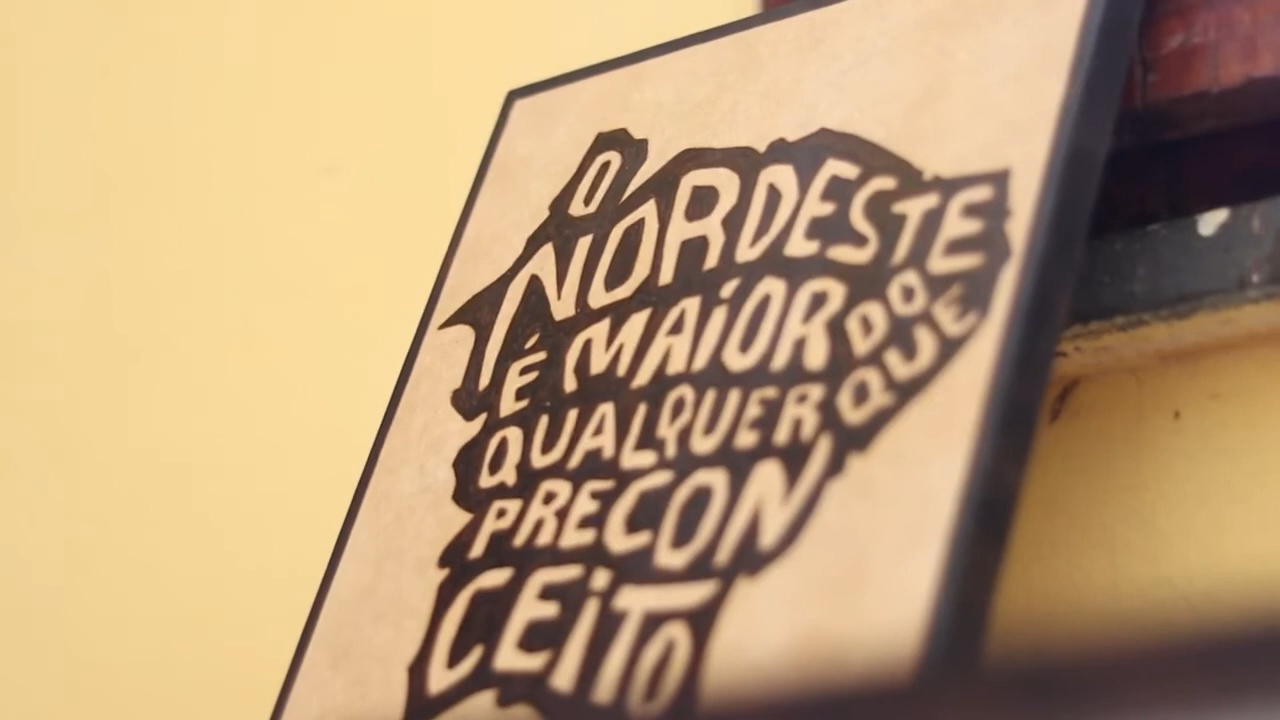 O
NORDESTE
É MAiOR DO
QUALQUER QUE
PRECON
CEiTO